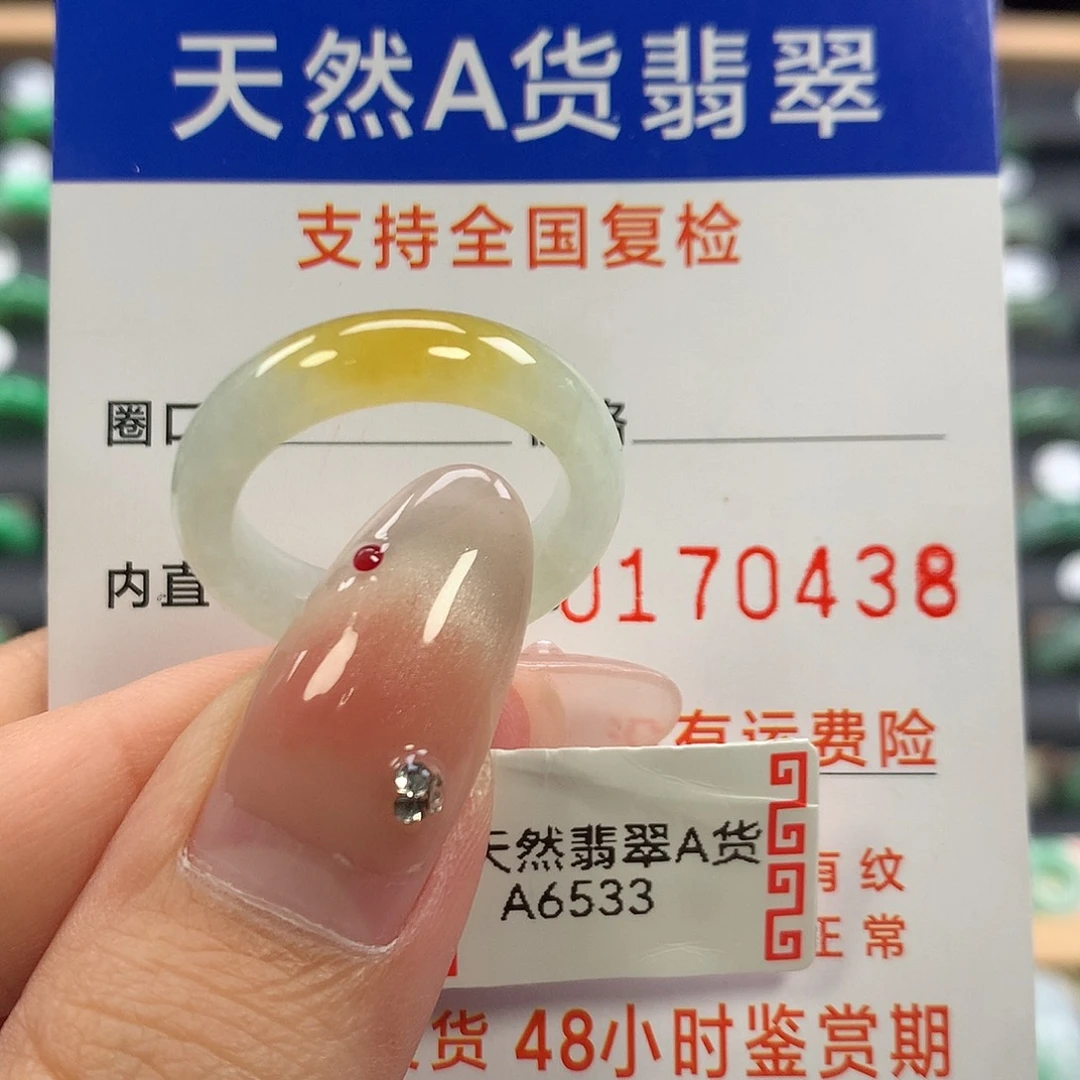 天然A货翡翠
支持全国复检
圈口
内直
0170438
有运费险
天然翡翠A货
A6533
有纹
正常
货 48小时鉴赏期